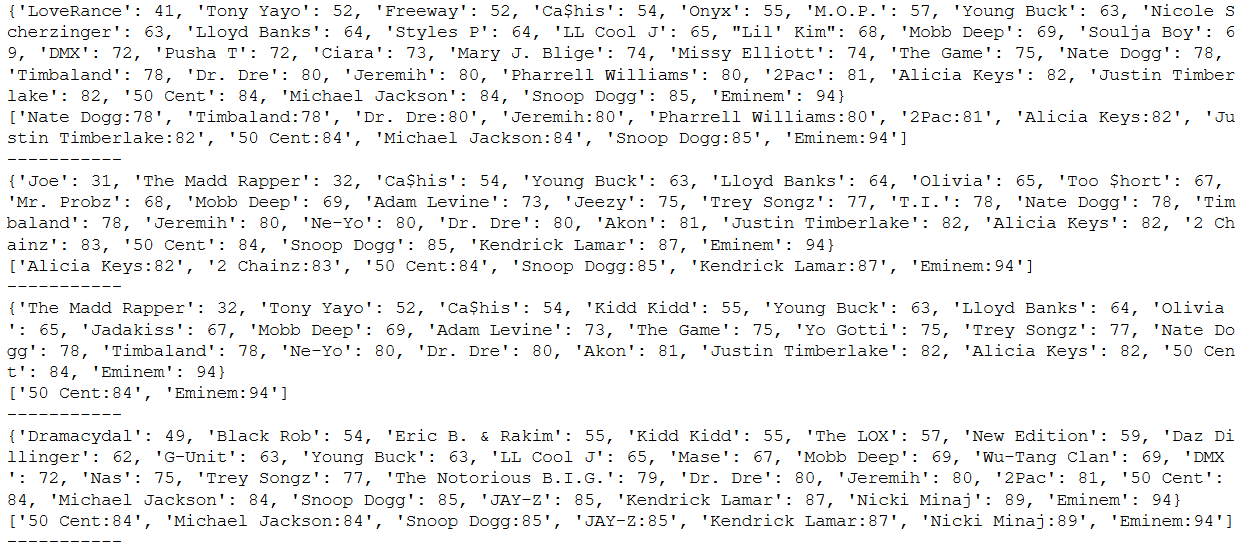 {'LoveRance': 41, 'Tony Yayo': 52, 'Freeway': 52, 'Ca$his': 54, 'Onyx': 55, 'M.O.P.': 57, 'Young Buck': 63, 'Nicole S
cherzinger': 63, 'Lloyd Banks': 64, 'Styles P': 64, 'LL Cool J': 65, "Lil' Kim": 68, 'Mobb Deep': 69, 'Soulja Boy': 6
9, 'DMX': 72, 'Pusha T': 72, 'Ciara': 73, 'Mary J. Blige': 74, 'Missy Elliott': 74, 'The Game': 75, 'Nate Dogg': 78,
'Timbaland': 78, 'Dr. Dre': 80, 'Jeremih': 80, 'Pharrell Williams': 80, '2Pac': 81, 'Alicia Keys': 82, 'Justin Timber
lake': 82, '50 Cent': 84, 'Michael Jackson': 84, 'Snoop Dogg': 85, 'Eminem': 94}
['Nate Dogg:78', 'Timbaland:78', 'Dr. Dre:80', 'Jeremih:80', 'Pharrell Williams:80', '2Pac:81', 'Alicia Keys:82', 'Ju
stin Timberlake:82', '50 Cent:84', 'Michael Jackson:84', 'Snoop Dogg:85', 'Eminem:94']
-----------
{'Joe': 31, 'The Madd Rapper': 32, 'Ca$his': 54, 'Young Buck': 63, 'Lloyd Banks': 64, 'Olivia': 65, 'Too $hort': 67,
'Mr. Probz': 68, 'Mobb Deep': 69, 'Adam Levine': 73, 'Jeezy': 75, 'Trey Songz': 77, 'T.I.': 78, 'Nate Dogg': 78, 'Tim
baland': 78, 'Jeremih': 80, 'Ne-Yo': 80, 'Dr. Dre': 80, 'Akon': 81, 'Justin Timberlake': 82, 'Alicia Keys': 82, '2 Ch
ainz': 83, '50 Cent': 84, 'Snoop Dogg': 85, 'Kendrick Lamar': 87, 'Eminem': 94}
['Alicia Keys:82', '2 Chainz:83', '50 Cent:84', 'Snoop Dogg:85', 'Kendrick Lamar:87', 'Eminem:94']
-----------
{'The Madd Rapper': 32, 'Tony Yayo': 52, 'Ca$his': 54, 'Kidd Kidd': 55, 'Young Buck': 63, 'Lloyd Banks': 64, 'Olivia
': 65, 'Jadakiss': 67, 'Mobb Deep': 69, 'Adam Levine': 73, 'The Game': 75, 'Yo Gotti': 75, 'Trey Songz': 77, 'Nate Do
gg': 78, 'Timbaland': 78, 'Ne-Yo': 80, 'Dr. Dre': 80, 'Akon': 81, 'Justin Timberlake': 82, 'Alicia Keys': 82, '50 Cen
t': 84, 'Eminem': 94}
['50 Cent:84', 'Eminem:94']
-----------
{'Dramacydal': 49, 'Black Rob': 54, 'Eric B. & Rakim': 55, 'Kidd Kidd': 55, 'The LOX': 57, 'New Edition': 59, 'Daz Di
llinger': 62, 'G-Unit': 63, 'Young Buck': 63, 'LL Cool J': 65, 'Mase': 67, 'Mobb Deep': 69, 'Wu-Tang Clan': 69, 'DMX
': 72, 'Nas': 75, 'Trey Songz': 77, 'The Notorious B.I.G.': 79, 'Dr. Dre': 80, 'Jeremih': 80, '2Pac': 81, '50 Cent':
84, 'Michael Jackson': 84, 'Snoop Dogg': 85, 'JAY-Z': 85, 'Kendrick Lamar': 87, 'Nicki Minaj': 89, 'Eminem': 94}
['50 Cent:84', 'Michael Jackson:84', 'Snoop Dogg:85', 'JAY-Z:85', 'Kendrick Lamar:87', 'Nicki Minaj:89', 'Eminem:94']
-----------